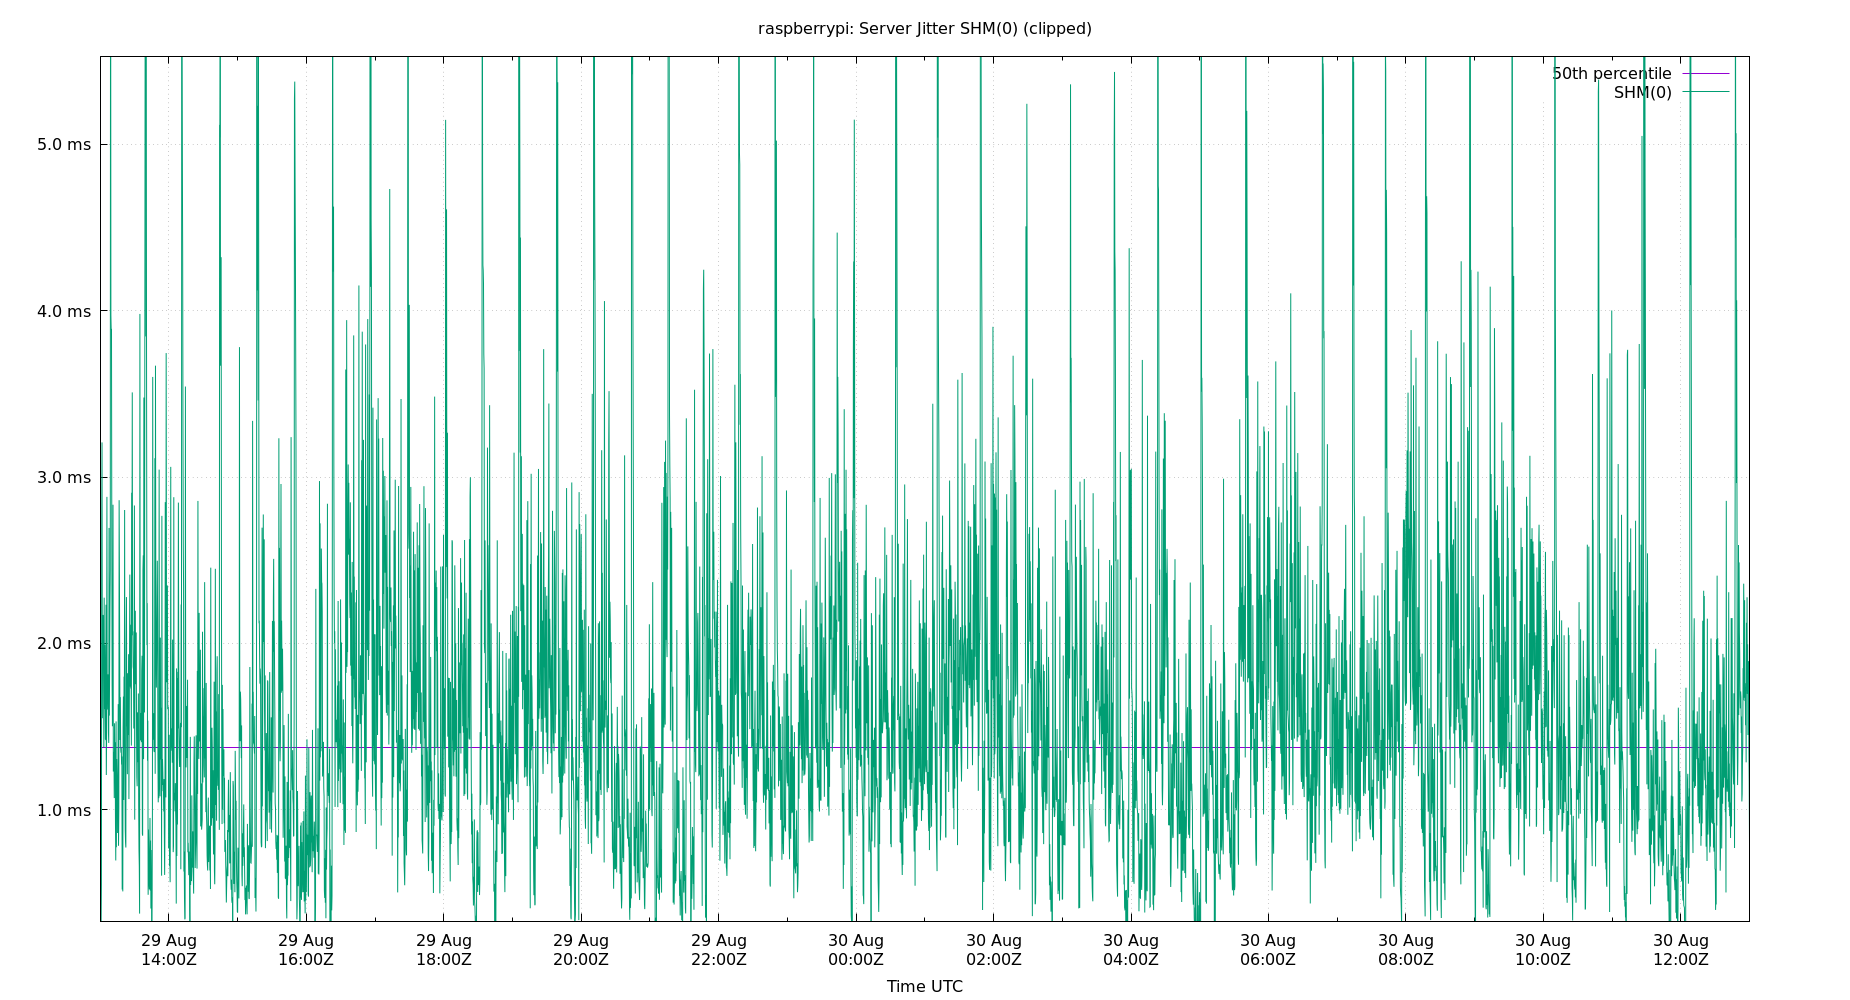 raspberrypi: Server Jitter SHM(0) (clipped)
50th percentile
SHM(0)
5.0 ms
4.0 ms
3.0 ms
2.0 ms
1.0 ms
29 Aug 29 Aug 29 Aug 29 Aug 29 Aug 30 Aug 30 Aug 30 Aug 30 Aug 30 Aug 30 Aug 30 Aug
14:00Z 16:00Z 18:00Z 20:00Z 22:00Z 00:00Z 02:00Z 04:00Z 06:00Z 08:00Z 10:00Z 12:00Z
Time UTC